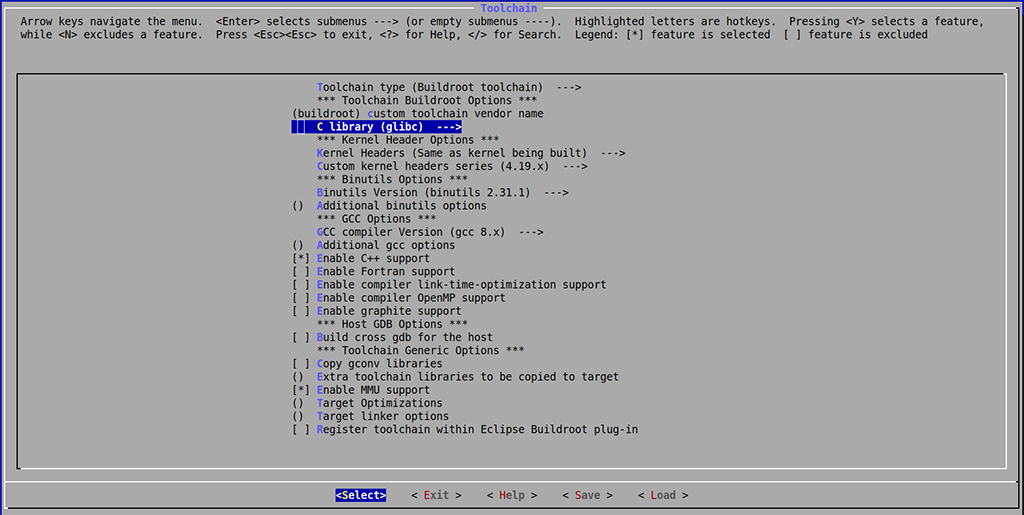 Toolchain
Arrow keys navigate the menu.  <Enter> selects submenus ---> (or empty submenus ----).  Highlighted letters are hotkeys.  Pressing <Y> selects a feature,
while <N> excludes a feature.  Press <Esc><Esc> to exit, <?> for Help, </> for Search.  Legend: [*] feature is selected  [ ] feature is excluded
Toolchain type (Buildroot toolchain)  --->
*** Toolchain Buildroot Options ***
(buildroot) custom toolchain vendor name
C library (glibc)  --->
*** Kernel Header Options ***
Kernel Headers (Same as kernel being built)  --->
Custom kernel headers series (4.19.x)  --->
*** Binutils Options ***
Binutils Version (binutils 2.31.1)  --->
()  Additional binutils options
*** GCC Options ***
GCC compiler Version (gcc 8.x)  --->
()  Additional gcc options
[*] Enable C++ support
[ ] Enable Fortran support
[ ] Enable compiler link-time-optimization support
[ ] Enable compiler OpenMP support
[ ] Enable graphite support
*** Host GDB Options ***
[ ] Build cross gdb for the host
*** Toolchain Generic Options ***
[ ] Copy gconv libraries
()  Extra toolchain libraries to be copied to target
[*] Enable MMU support
()  Target Optimizations
()  Target linker options
[ ] Register toolchain within Eclipse Buildroot plug-in
<Select>    < Exit >    < Help >    < Save >    < Load >